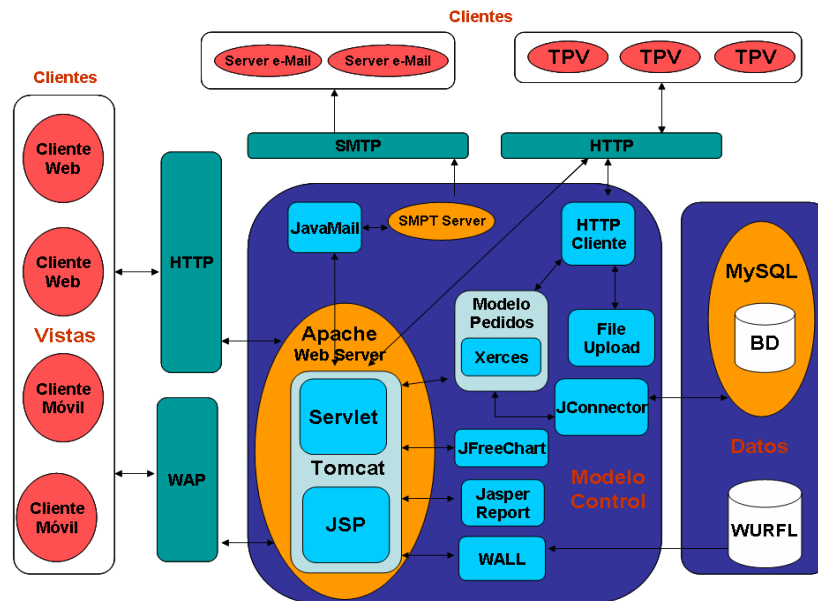 Clientes
Server e-Mail
Server e-Mail
TPV
TPV
TPV
Clientes
SMTP
HTTP
Cliente
Web
Cliente
Web
Vistas
Cliente
Móvil
Cliente
Móvil
HTTP
WAP
JavaMail
SMPT Server
HTTP
Cliente
Modelo
Pedidos
Xerces
File
Upload
Apache
Web Server
Servlet
Tomcat
JSP
JConnector
JFreeChart
Jasper
Report
WALL
Modelo
Control
MySQL
BD
Datos
WURFL